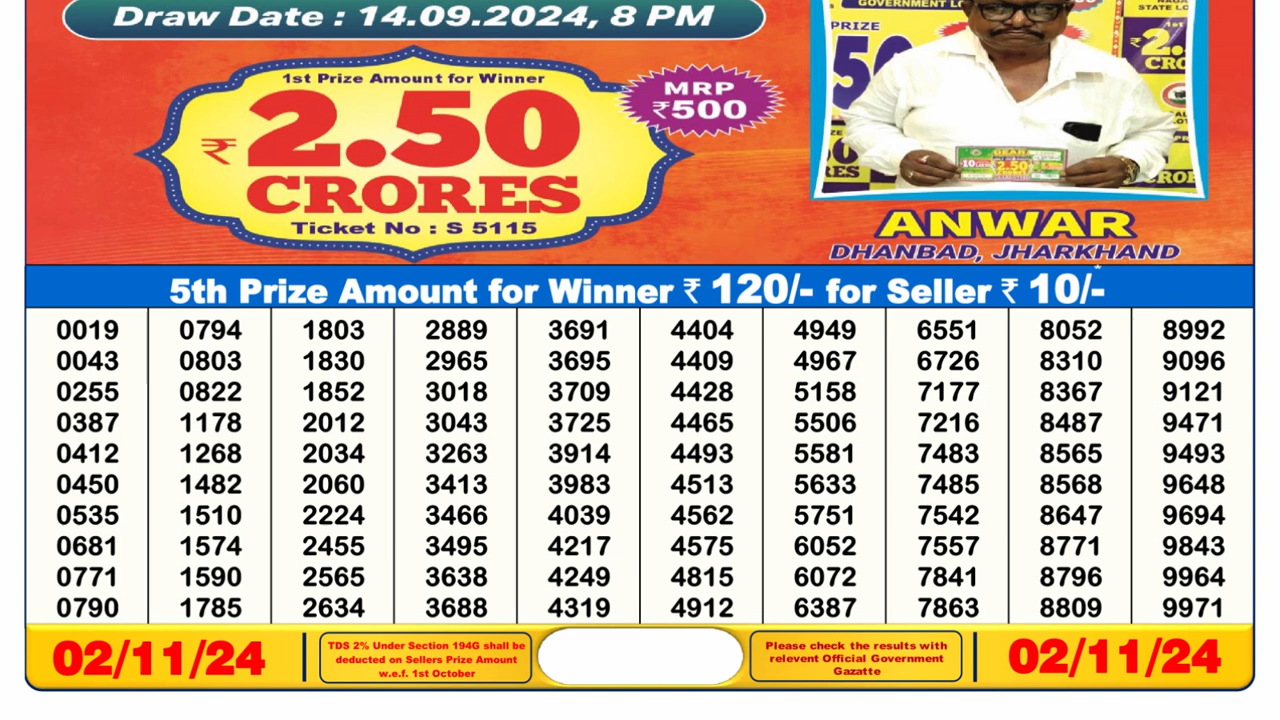 Draw Date : 14.09.2024, 8 PM
1st Prize Amount for Winner
₹ 2.50
CRORES
Ticket No : S 5115
MRP
₹500
PRIZE
ANWAR
DHANBAD, JHARKHAND
5th Prize Amount for Winner ₹ 120/- for Seller ₹ 10/-*
0019 0794 1803 2889 3691 4404 4949 6551 8052 8992
0043 0803 1830 2965 3695 4409 4967 6726 8310 9096
0255 0822 1852 3018 3709 4428 5158 7177 8367 9121
0387 1178 2012 3043 3725 4465 5506 7216 8487 9471
0412 1268 2034 3263 3914 4493 5581 7483 8565 9493
0450 1482 2060 3413 3983 4513 5633 7485 8568 9648
0535 1510 2224 3466 4039 4562 5751 7542 8647 9694
0681 1574 2455 3495 4217 4575 6052 7557 8771 9843
0771 1590 2565 3638 4249 4815 6072 7841 8796 9964
0790 1785 2634 3688 4319 4912 6387 7863 8809 9971
02/11/24
TDS 2% Under Section 194G shall be
deducted on Sellers Prize Amount
w.e.f. 1st October
Please check the results with
relevent Official Government
Gazatte
02/11/24